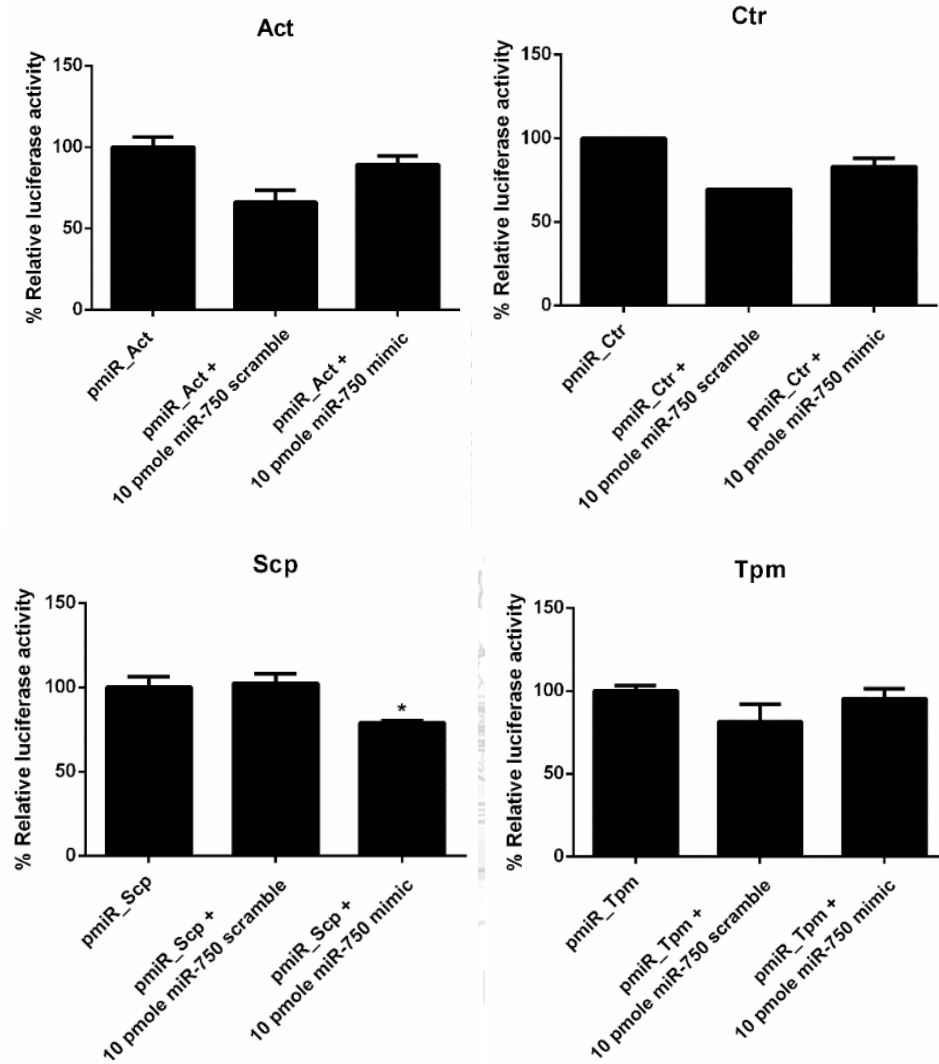 Act
% Relative luciferase activity
150
100
50
0
pmiR_Act
pmiR_Act +
10 pmole miR-750 scramble
pmiR_Act +
10 pmole miR-750 mimic
Ctr
% Relative luciferase activity
150
100
50
0
pmiR_Ctr
pmiR_Ctr +
10 pmole miR-750 scramble
pmiR_Ctr +
10 pmole miR-750 mimic
Scp
% Relative luciferase activity
150
100
50
0
*
pmiR_Scp
pmiR_Scp +
10 pmole miR-750 scramble
pmiR_Scp +
10 pmole miR-750 mimic
Tpm
% Relative luciferase activity
150
100
50
0
pmiR_Tpm
pmiR_Tpm +
10 pmole miR-750 scramble
pmiR_Tpm +
10 pmole miR-750 mimic